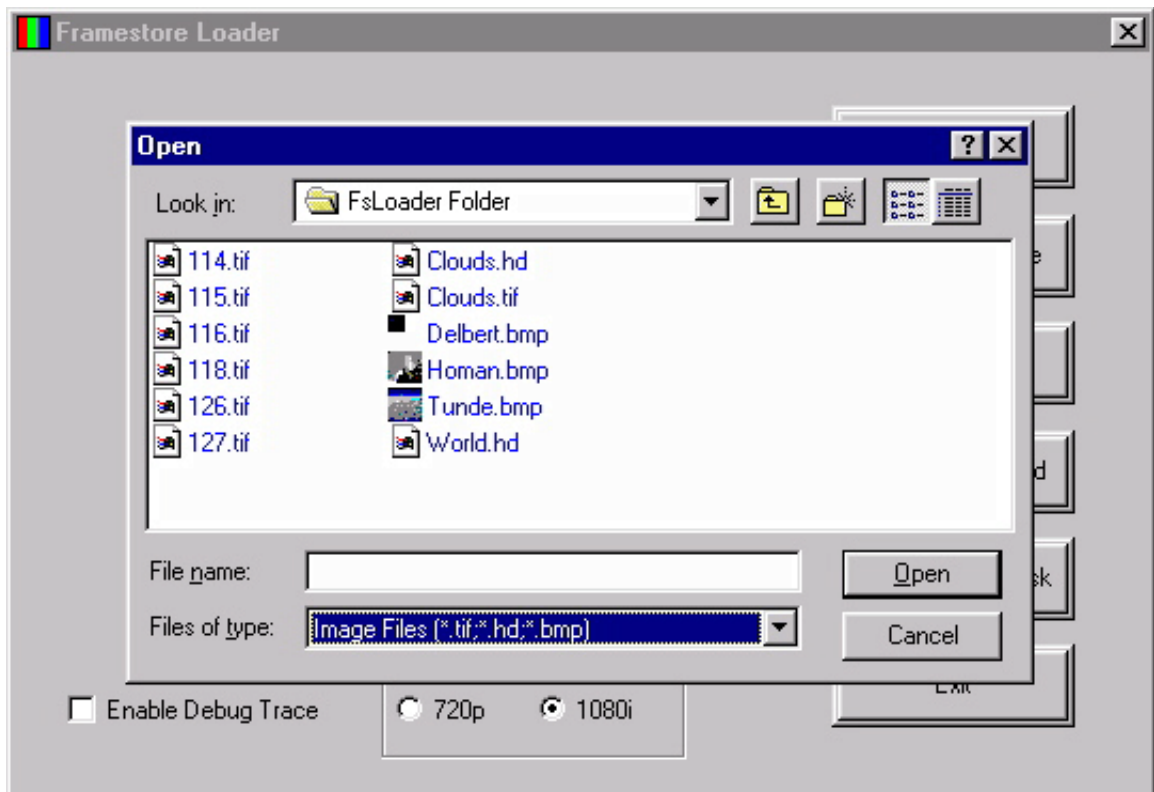 Framestore Loader
Open
Look in:
FsLoader Folder
114.tif
115.tif
116.tif
118.tif
126.tif
127.tif
Clouds.hd
Clouds.tif
Delbert.bmp
Homan.bmp
Tunde.bmp
World.hd
File name:
Open
Files of type:
Image Files (*.tif;*.hd;*.bmp)
Cancel
Enable Debug Trace
720p
1080i
Exit